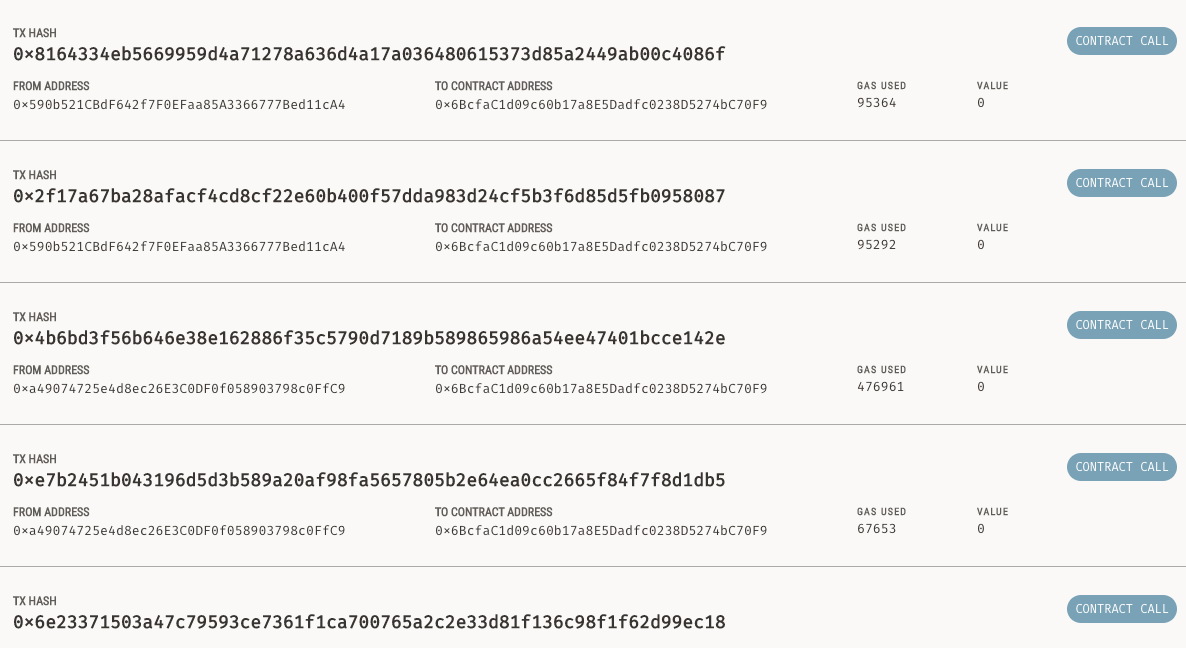 TX HASH
0×8164334eb5669959d4a71278a636d4a17a036480615373d85a2449ab00c4086f
CONTRACT CALL
FROM ADDRESS TO CONTRACT ADDRESS GAS USED VALUE
0×590b521CBdF642f7F0EFaa85A3366777Bed11cA4 0×6BcfaC1d09c60b17a8E5Dadfc0238D5274bC70F9 95364 0
TX HASH
0×2f17a67ba28afacf4cd8cf22e60b400f57dda983d24cf5b3f6d85d5fb0958087
CONTRACT CALL
FROM ADDRESS TO CONTRACT ADDRESS GAS USED VALUE
0×590b521CBdF642f7F0EFaa85A3366777Bed11cA4 0×6BcfaC1d09c60b17a8E5Dadfc0238D5274bC70F9 95292 0
TX HASH
0×4b6bd3f56b646e38e162886f35c5790d7189b589865986a54ee47401bcce142e
CONTRACT CALL
FROM ADDRESS TO CONTRACT ADDRESS GAS USED VALUE
0×a49074725e4d8ec26E3C0DF0f058903798c0FfC9 0×6BcfaC1d09c60b17a8E5Dadfc0238D5274bC70F9 476961 0
TX HASH
0×e7b2451b043196d5d3b589a20af98fa5657805b2e64ea0cc2665f84f7f8d1db5
CONTRACT CALL
FROM ADDRESS TO CONTRACT ADDRESS GAS USED VALUE
0×a49074725e4d8ec26E3C0DF0f058903798c0FfC9 0×6BcfaC1d09c60b17a8E5Dadfc0238D5274bC70F9 67653 0
TX HASH
0×6e23371503a47c79593ce7361f1ca700765a2c2e33d81f136c98f1f62d99ec18
CONTRACT CALL